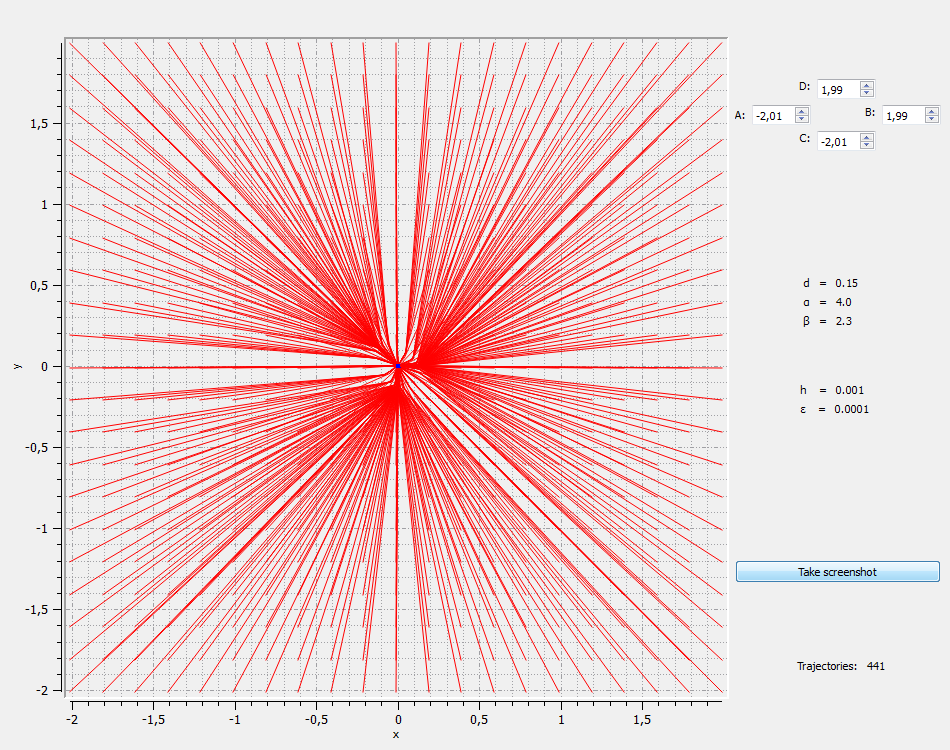 1,5
1
0,5
0
-0,5
-1
-1,5
-2
y
-2
-1,5
-1
-0,5
0
0,5
1
1,5
x
D: 1,99
A: -2,01
B: 1,99
C: -2,01
d = 0.15
α = 4.0
β = 2.3
h = 0.001
ε = 0.0001
Take screenshot
Trajectories: 441